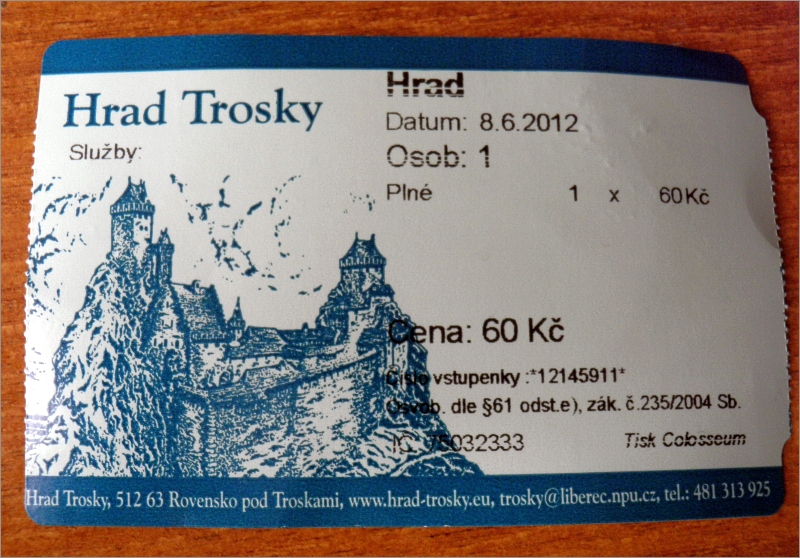 Hrad Trosky
Služby:
Hrad
Datum: 8.6.2012
Osob: 1
Plné 1 x 60Kč
Cena: 60 Kč
Číslo vstupenky :*12145911*
Osvob. dle §61 odst.e), zák. č.235/2004 Sb.
IČ: 75032333
Tisk Colosseum
Hrad Trosky, 512 63 Rovensko pod Troskami, www.hrad-trosky.eu, trosky@liberec.npu.cz, tel.: 481 313 925